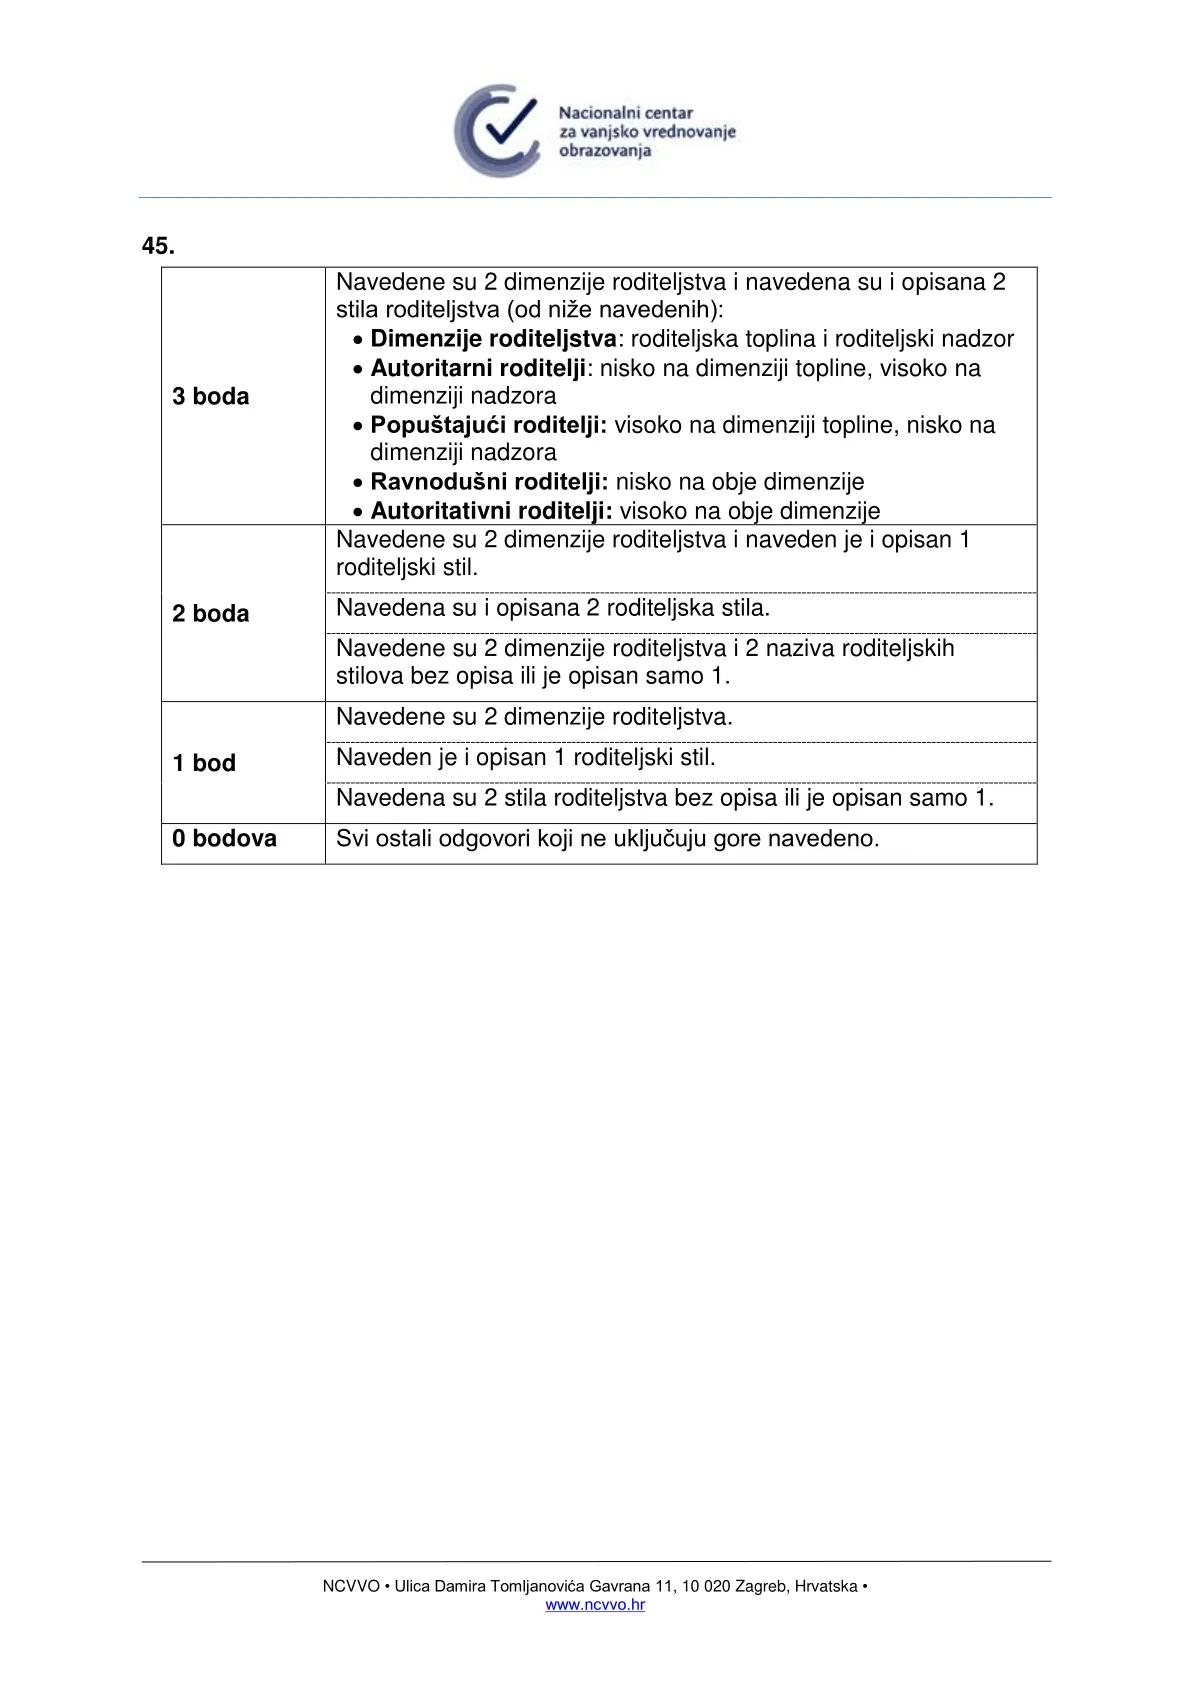 Nacionalni centar
za vanjsko vrednovanje
obrazovanja
45.
3 boda
Navedene su 2 dimenzije roditeljstva i navedena su i opisana 2
stila roditeljstva (od niže navedenih):
• Dimenzije roditeljstva: roditeljska toplina i roditeljski nadzor
• Autoritarni roditelji: nisko na dimenziji topline, visoko na
dimenziji nadzora
• Popuštajući roditelji: visoko na dimenziji topline, nisko na
dimenziji nadzora
• Ravnodušni roditelji: nisko na obje dimenzije
• Autoritativni roditelji: visoko na obje dimenzije
2 boda
Navedene su 2 dimenzije roditeljstva i naveden je i opisan 1
roditeljski stil.
Navedena su i opisana 2 roditeljska stila.
Navedene su 2 dimenzije roditeljstva i 2 naziva roditeljskih
stilova bez opisa ili je opisan samo 1.
1 bod
Navedene su 2 dimenzije roditeljstva.
Naveden je i opisan 1 roditeljski stil.
Navedena su 2 stila roditeljstva bez opisa ili je opisan samo 1.
0 bodova
Svi ostali odgovori koji ne uključuju gore navedeno.
NCVVO • Ulica Damira Tomljanovića Gavrana 11, 10 020 Zagreb, Hrvatska •
www.ncvvo.hr